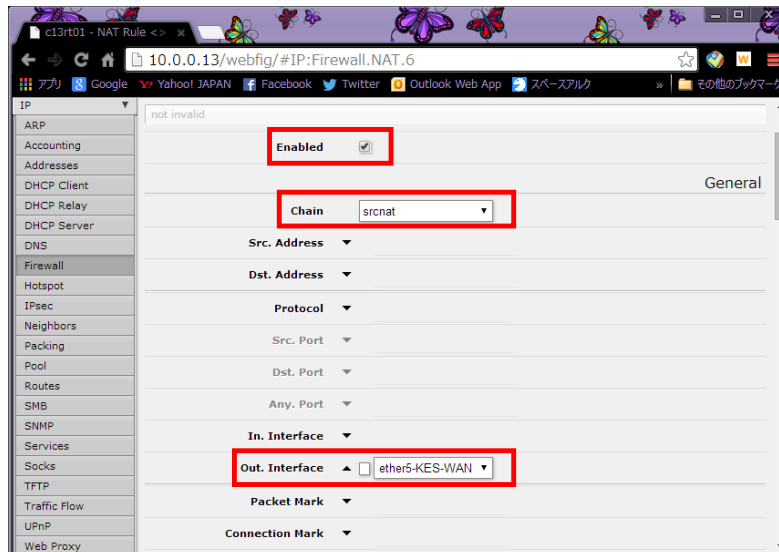 c13rt01 - NAT Rule <>
10.0.0.13/webfig/#IP:Firewall.NAT.6
アプリ Google Yahoo! JAPAN Facebook Twitter Outlook Web App スペースアルク » その他のブックマーク
IP
ARP
Accounting
Addresses
DHCP Client
DHCP Relay
DHCP Server
DNS
Firewall
Hotspot
IPsec
Neighbors
Packing
Pool
Routes
SMB
SNMP
Services
Socks
TFTP
Traffic Flow
UPnP
Web Proxy
not invalid
Enabled
General
Chain srcnat
Src. Address
Dst. Address
Protocol
Src. Port
Dst. Port
Any. Port
In. Interface
Out. Interface ether5-KES-WAN
Packet Mark
Connection Mark